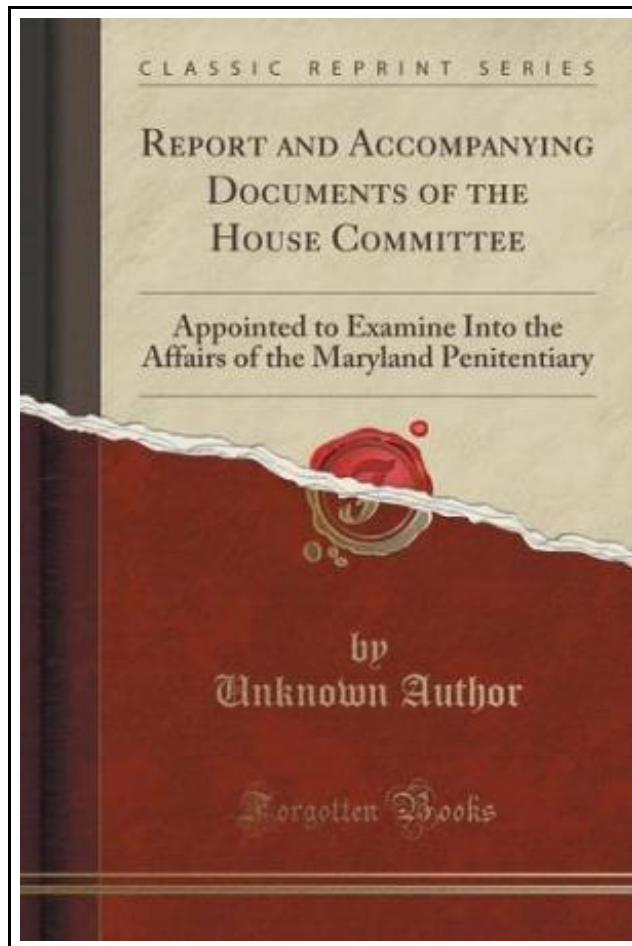 CLASSIC REPRINT SERIES
REPORT AND ACCOMPANYING
DOCUMENTS OF THE
HOUSE COMMITTEE
Appointed to Examine Into the
Affairs of the Maryland Penitentiary
by
Unknown Author
Forgotten Books